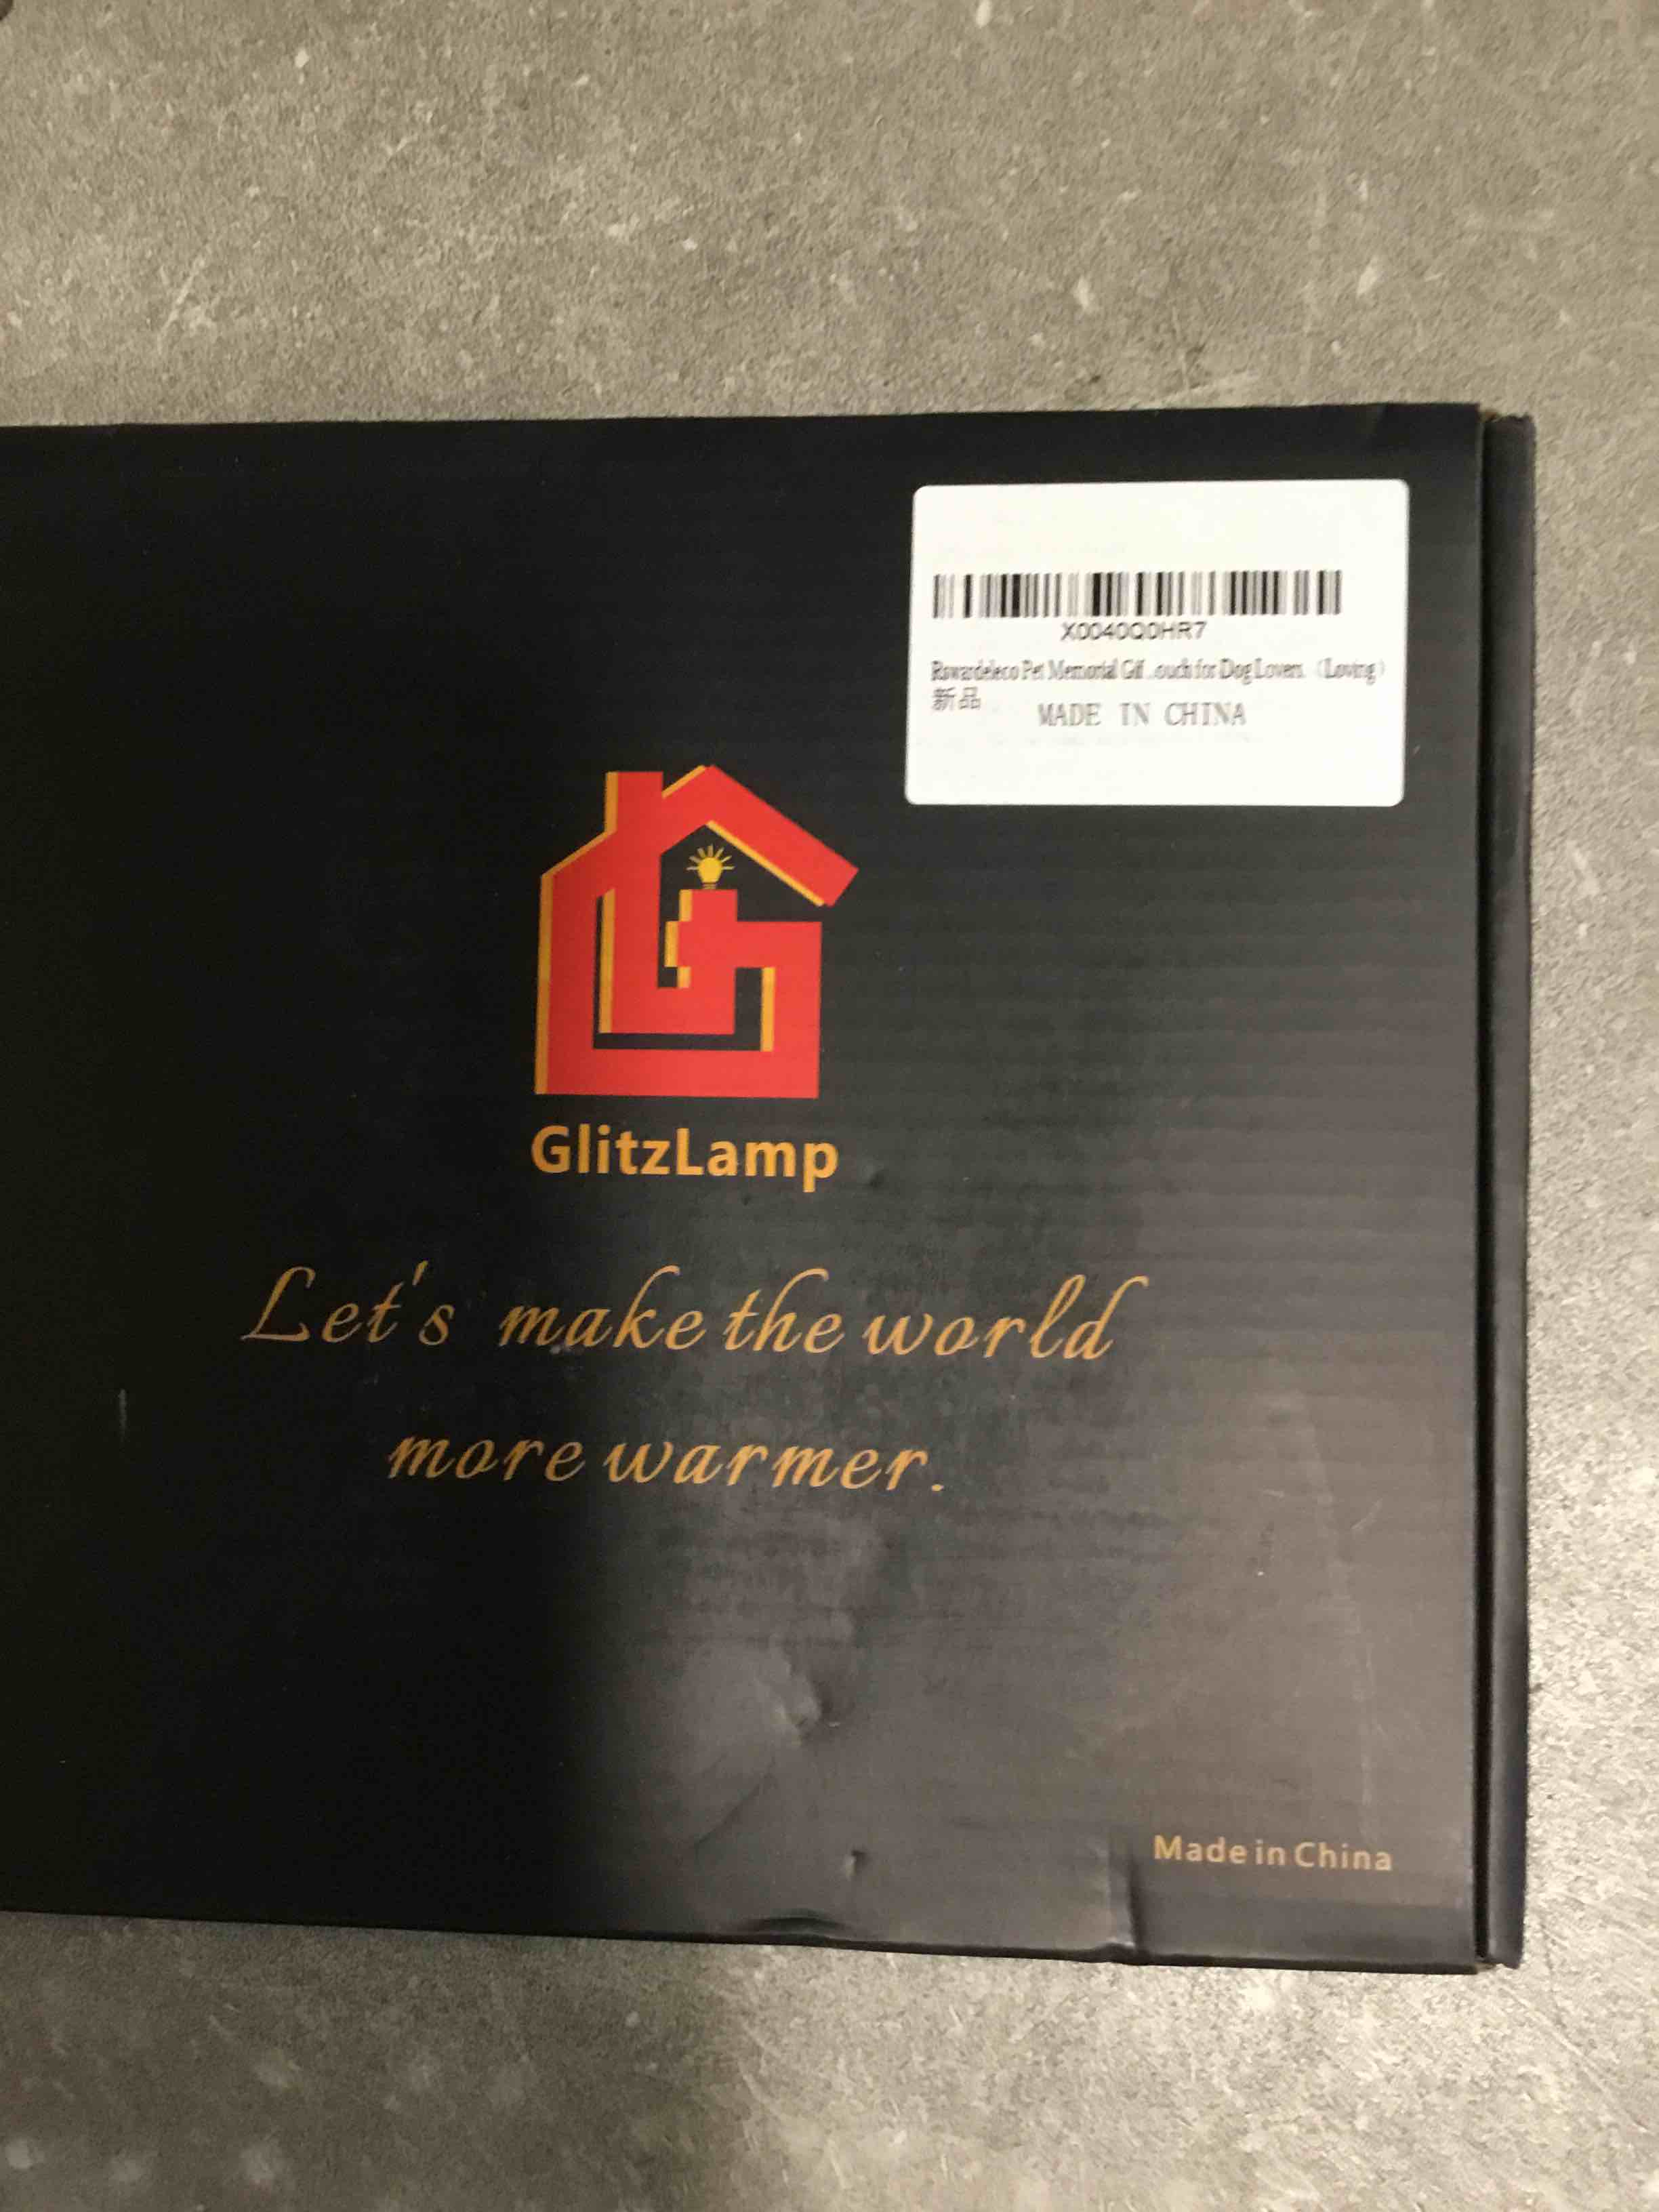 X0040Q0HR7
Rswardeleco Pet Memorial Gif...ouch for Dog Lovers（Loving）
新品
MADE IN CHINA
GlitzLamp
Let's make the world
more warmer.
Made in China